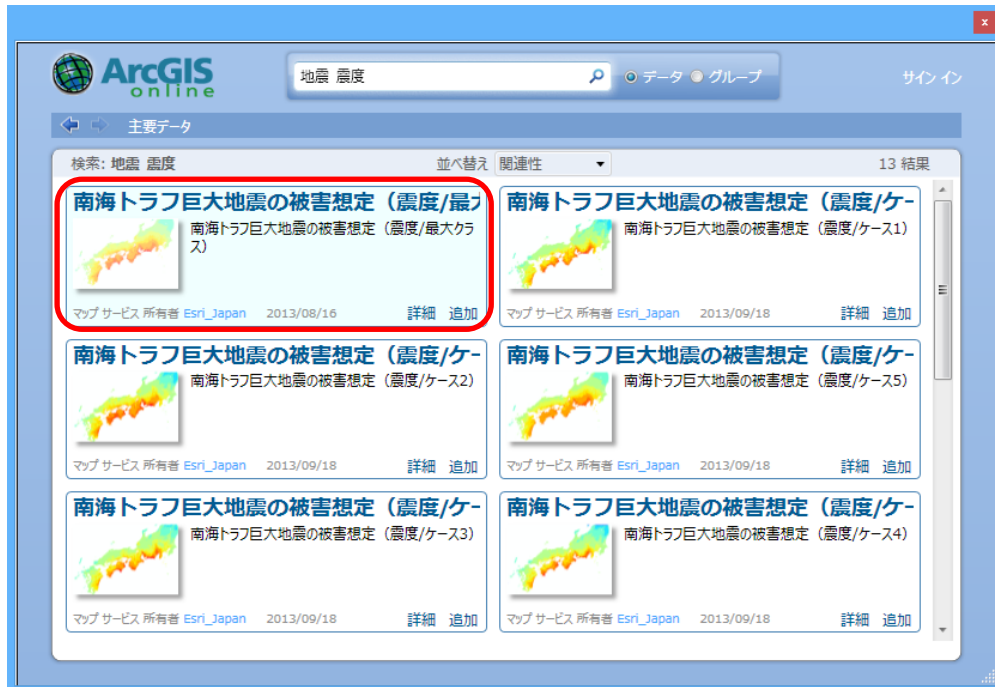 x
ArcGIS
online
地震 震度
データ グループ
サイン イン
主要データ
検索: 地震 震度
並べ替え 関連性
13 結果
南海トラフ巨大地震の被害想定（震度/最大
南海トラフ巨大地震の被害想定（震度/最大クラ
ス）
マップ サービス 所有者 Esri_Japan 2013/08/16 詳細 追加
南海トラフ巨大地震の被害想定（震度/ケー
南海トラフ巨大地震の被害想定（震度/ケース1）
マップ サービス 所有者 Esri_Japan 2013/09/18 詳細 追加
南海トラフ巨大地震の被害想定（震度/ケー
南海トラフ巨大地震の被害想定（震度/ケース2）
マップ サービス 所有者 Esri_Japan 2013/09/18 詳細 追加
南海トラフ巨大地震の被害想定（震度/ケー
南海トラフ巨大地震の被害想定（震度/ケース5）
マップ サービス 所有者 Esri_Japan 2013/09/18 詳細 追加
南海トラフ巨大地震の被害想定（震度/ケー
南海トラフ巨大地震の被害想定（震度/ケース3）
マップ サービス 所有者 Esri_Japan 2013/09/18 詳細 追加
南海トラフ巨大地震の被害想定（震度/ケー
南海トラフ巨大地震の被害想定（震度/ケース4）
マップ サービス 所有者 Esri_Japan 2013/09/18 詳細 追加